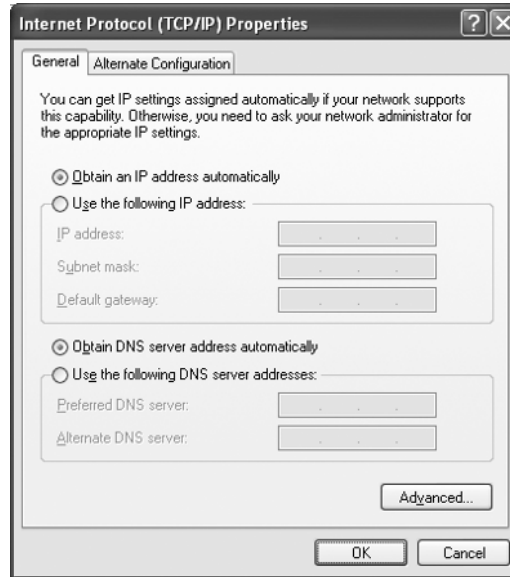 Internet Protocol (TCP/IP) Properties
General
Alternate Configuration
You can get IP settings assigned automatically if your network supports
this capability. Otherwise, you need to ask your network administrator for
the appropriate IP settings.
Obtain an IP address automatically
Use the following IP address:
IP address:
Subnet mask:
Default gateway:
Obtain DNS server address automatically
Use the following DNS server addresses:
Preferred DNS server:
Alternate DNS server:
Advanced...
OK
Cancel